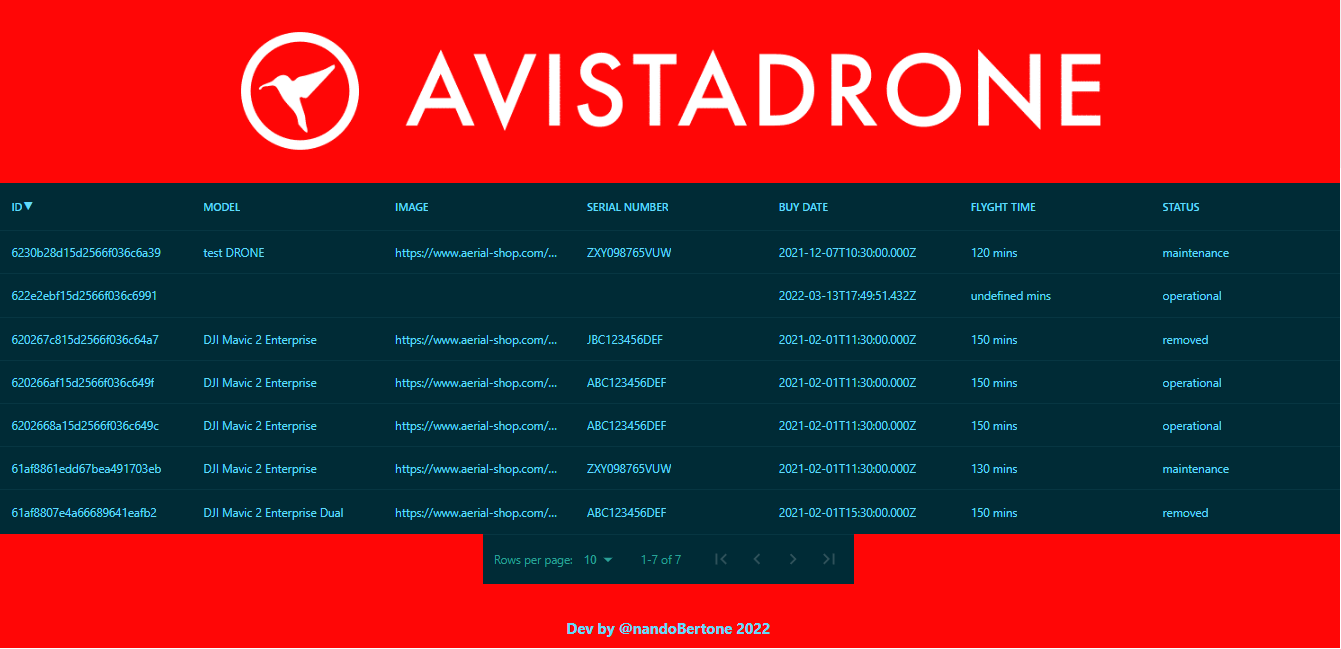 AVISTADRONE
ID▼ MODEL IMAGE SERIAL NUMBER BUY DATE FLYGHT TIME STATUS
6230b28d15d2566f036c6a39 test DRONE https://www.aerial-shop.com/... ZXY098765VUW 2021-12-07T10:30:00.000Z 120 mins maintenance
622e2ebf15d2566f036c6991 2022-03-13T17:49:51.432Z undefined mins operational
620267c815d2566f036c64a7 DJI Mavic 2 Enterprise https://www.aerial-shop.com/... JBC123456DEF 2021-02-01T11:30:00.000Z 150 mins removed
620266af15d2566f036c649f DJI Mavic 2 Enterprise https://www.aerial-shop.com/... ABC123456DEF 2021-02-01T11:30:00.000Z 150 mins operational
6202668a15d2566f036c649c DJI Mavic 2 Enterprise https://www.aerial-shop.com/... ABC123456DEF 2021-02-01T11:30:00.000Z 150 mins operational
61af8861edd67bea491703eb DJI Mavic 2 Enterprise https://www.aerial-shop.com/... ZXY098765VUW 2021-02-01T11:30:00.000Z 130 mins maintenance
61af8807e4a66689641eafb2 DJI Mavic 2 Enterprise Dual https://www.aerial-shop.com/... ABC123456DEF 2021-02-01T15:30:00.000Z 150 mins removed
Rows per page: 10 1-7 of 7
Dev by @nandoBertone 2022